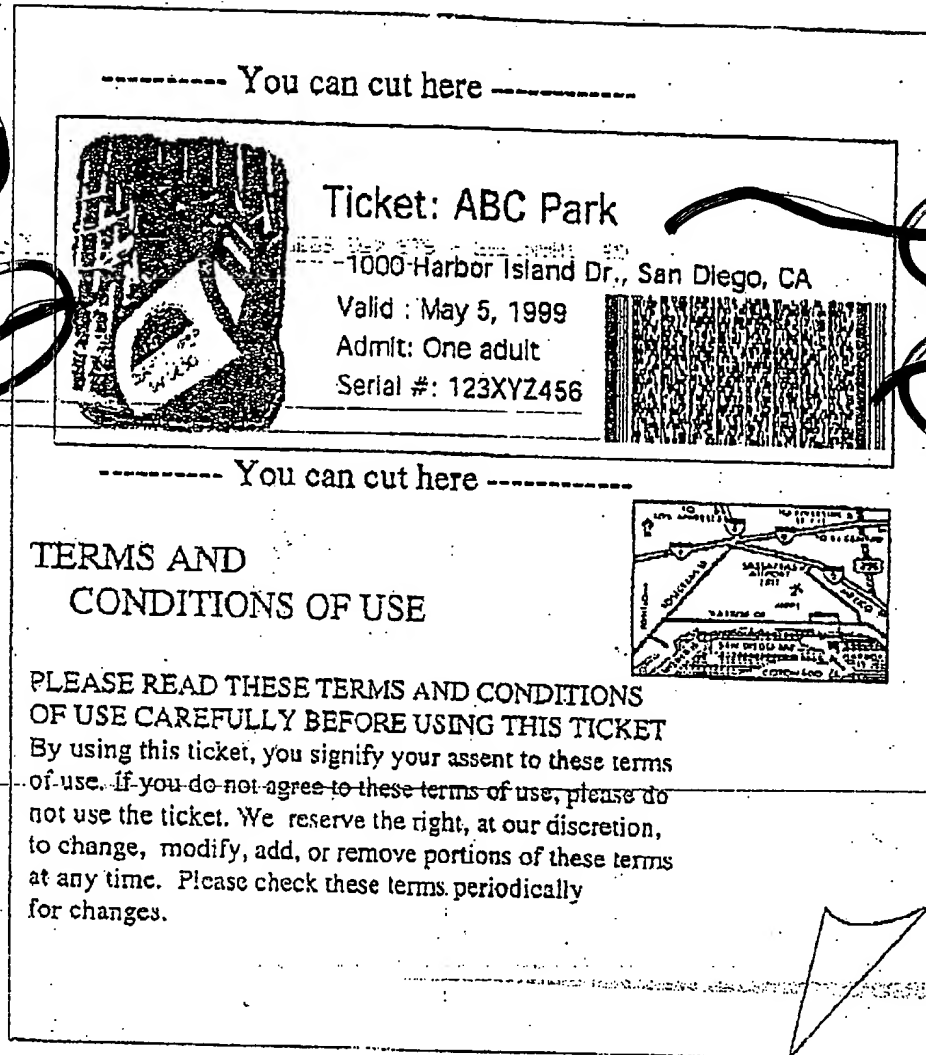 ---------- You can cut here ------------
Ticket: ABC Park
1000 Harbor Island Dr., San Diego, CA
Valid : May 5, 1999
Admit: One adult
Serial #: 123XYZ456
---------- You can cut here ------------
TERMS AND
CONDITIONS OF USE
PLEASE READ THESE TERMS AND CONDITIONS
OF USE CAREFULLY BEFORE USING THIS TICKET
By using this ticket, you signify your assent to these terms
of use. If you do not agree to these terms of use, please do
not use the ticket. We reserve the right, at our discretion,
to change, modify, add, or remove portions of these terms
at any time. Please check these terms periodically
for changes.